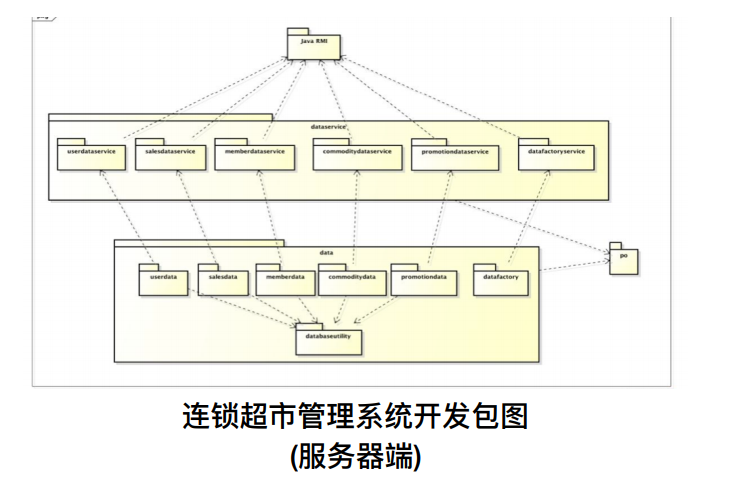 Java RMI
dataservice
userdataservice
salesdataservice
memberdataservice
commoditydataservice
promotiondataservice
datafactoryservice
po
data
userdata
salesdata
memberdata
commoditydata
promotiondata
datafactory
databaseutility
连锁超市管理系统开发包图
(服务器端)